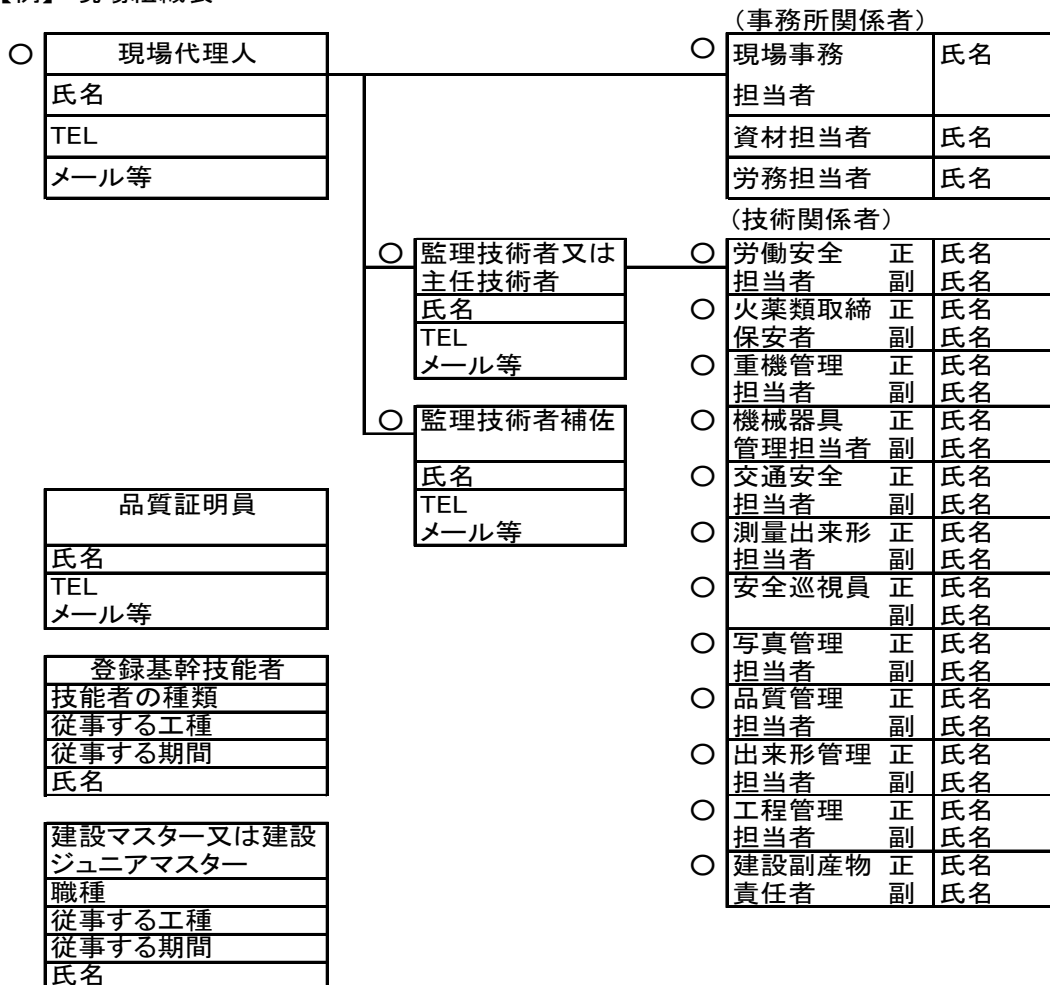 (事務所関係者)
○ 現場代理人
氏名
TEL
メール等
○ 現場事務 氏名
担当者
資材担当者 氏名
労務担当者 氏名
(技術関係者)
○ 監理技術者又は
主任技術者
氏名
TEL
メール等
○ 監理技術者補佐
氏名
TEL
メール等
○ 労働安全 正 氏名
担当者 副 氏名
○ 火薬類取締 正 氏名
保安者 副 氏名
○ 重機管理 正 氏名
担当者 副 氏名
○ 機械器具 正 氏名
管理担当者 副 氏名
○ 交通安全 正 氏名
担当者 副 氏名
○ 測量出来形 正 氏名
担当者 副 氏名
○ 安全巡視員 正 氏名
副 氏名
○ 写真管理 正 氏名
担当者 副 氏名
○ 品質管理 正 氏名
担当者 副 氏名
○ 出来形管理 正 氏名
担当者 副 氏名
○ 工程管理 正 氏名
担当者 副 氏名
○ 建設副産物 正 氏名
責任者 副 氏名
品質証明員
氏名
TEL
メール等
登録基幹技能者
技能者の種類
従事する工種
従事する期間
氏名
建設マスター又は建設
ジュニアマスター
職種
従事する工種
従事する期間
氏名